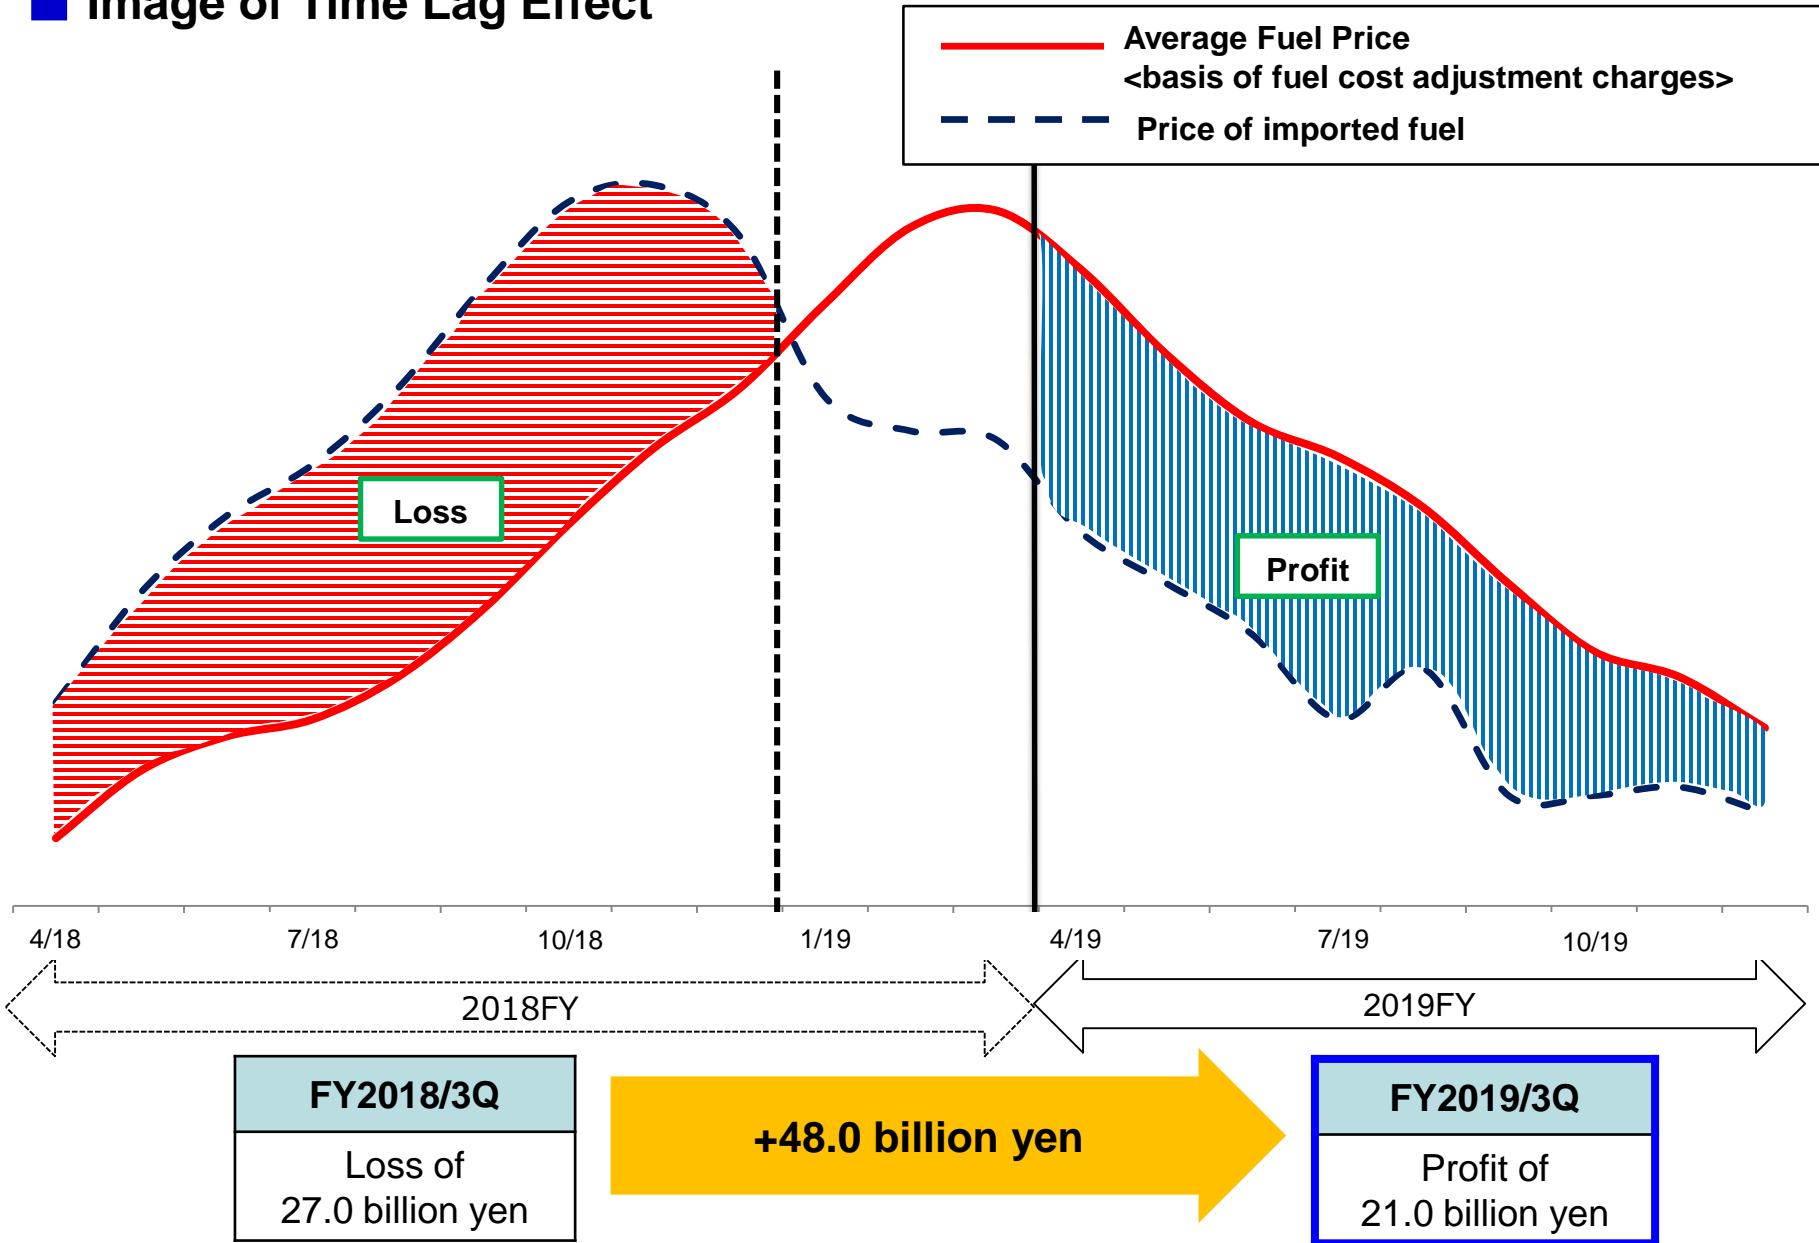 Image of Time Lag Effect
Average Fuel Price
<basis of fuel cost adjustment charges>
Price of imported fuel
Loss
Profit
4/18 7/18 10/18 1/19 4/19 7/19 10/19
2018FY 2019FY
FY2018/3Q
Loss of
27.0 billion yen
+48.0 billion yen
FY2019/3Q
Profit of
21.0 billion yen